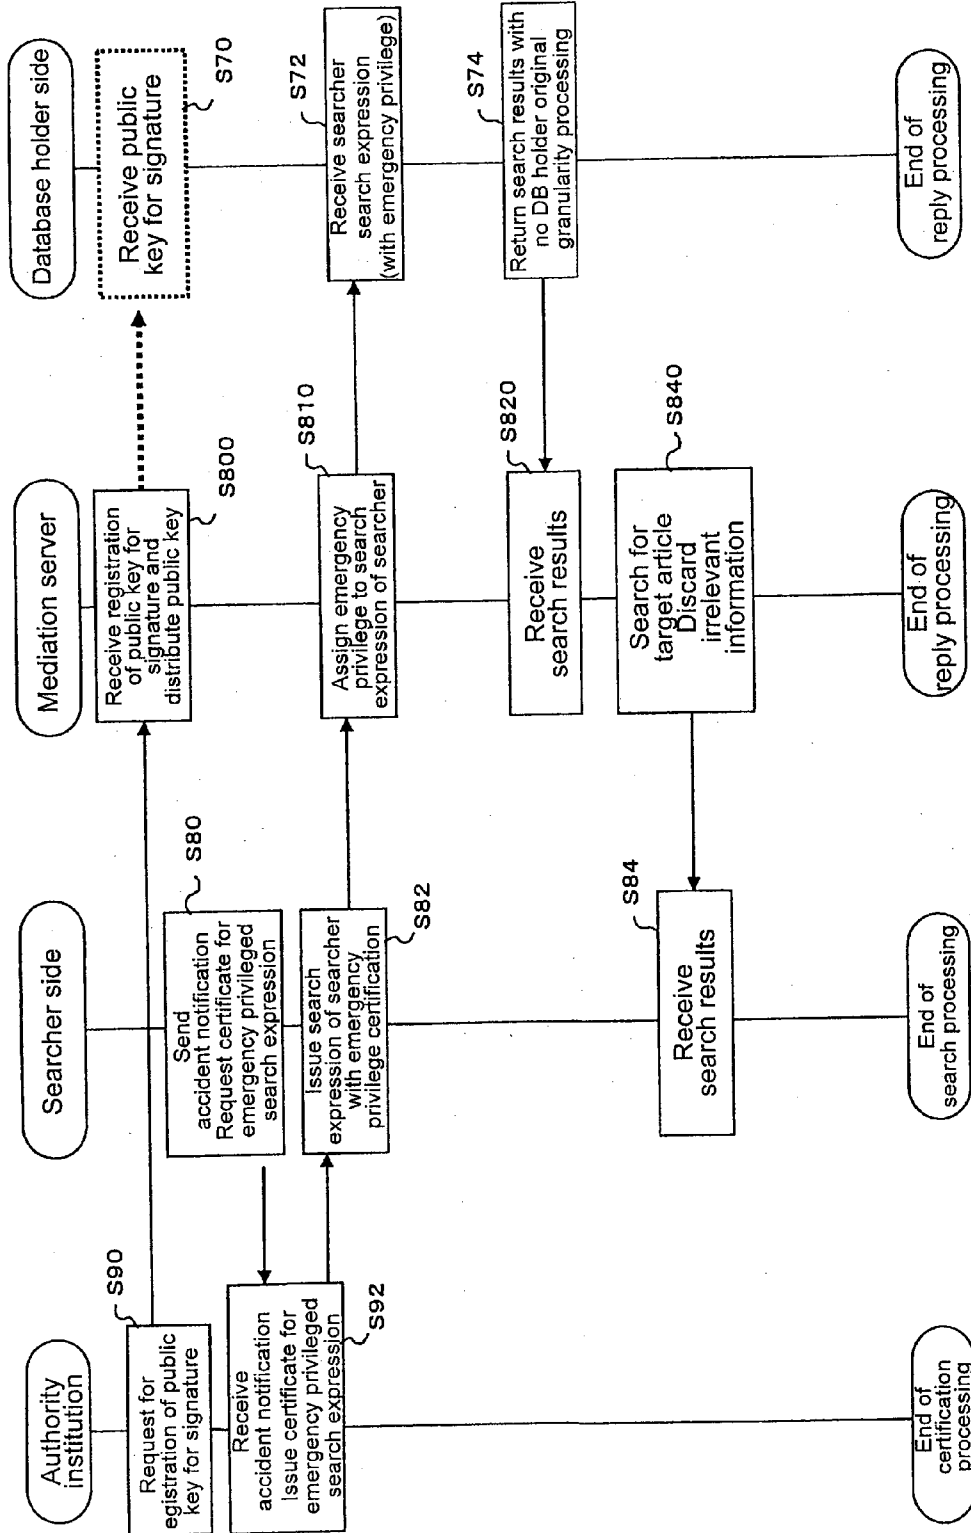 Authority
institution
Request for
egistration of public
key for signature
S90
Receive
accident notification
Issue certificate for
emergency privileged
search expression
S92
End of
certification
processing
Searcher side
Send
accident notification
Request certificate for
emergency privileged
search expression
S80
Issue search
expression of searcher
with emergency
privilege certification
S82
Receive
search results
S84
End of
search processing
Mediation server
Receive registration
of public key for
signature and
distribute public key
S800
Assign emergency
privilege to search
expression of searcher
S810
Receive
search results
S820
Search for
target article
Discard
irrelevant
information
S840
End of
reply processing
Database holder side
Receive public
key for signature
S70
Receive searcher
search expression
(with emergency privilege)
S72
Return search results with
no DB holder original
granularity processing
S74
End of
reply processing